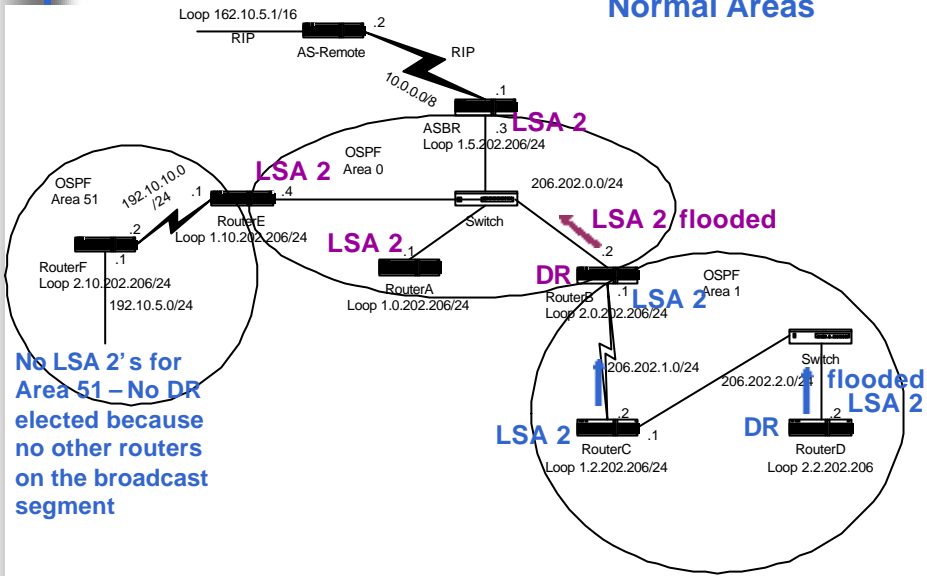 Normal Areas
Loop 162.10.5.1/16
RIP
.2
AS-Remote
RIP
10.0.0.0/8
.1
ASBR
.3
LSA 2
Loop 1.5.202.206/24
OSPF
Area 0
LSA 2
206.202.0.0/24
OSPF
Area 51
192.10.10.0
/24
.1
.4
RouterE
Loop 1.10.202.206/24
Switch
LSA 2 flooded
LSA 2
.1
.2
.2
RouterF
.1
Loop 2.10.202.206/24
192.10.5.0/24
RouterA
Loop 1.0.202.206/24
DR
OSPF
Area 1
RouterB
.1
LSA 2
Loop 2.0.202.206/24
No LSA 2's for
Area 51 – No DR
elected because
no other routers
on the broadcast
segment
Switch
206.202.1.0/24
206.202.2.0/24
flooded
LSA 2
.2
.1
LSA 2
RouterC
Loop 1.2.202.206/24
DR
.2
RouterD
Loop 2.2.202.206